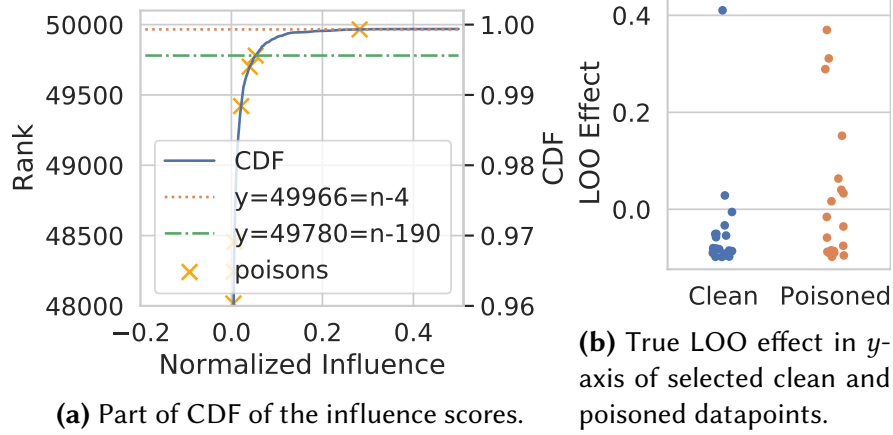 50000
49500
49000
48500
48000
Rank
−0.2
0.0
0.2
0.4
Normalized Influence
1.00
0.99
0.98
0.97
0.96
CDF
CDF
y=49966=n-4
y=49780=n-190
poisons
(a) Part of CDF of the influence scores.
0.4
0.2
0.0
LOO Effect
Clean
Poisoned
(b) True LOO effect in y-
axis of selected clean and
poisoned datapoints.